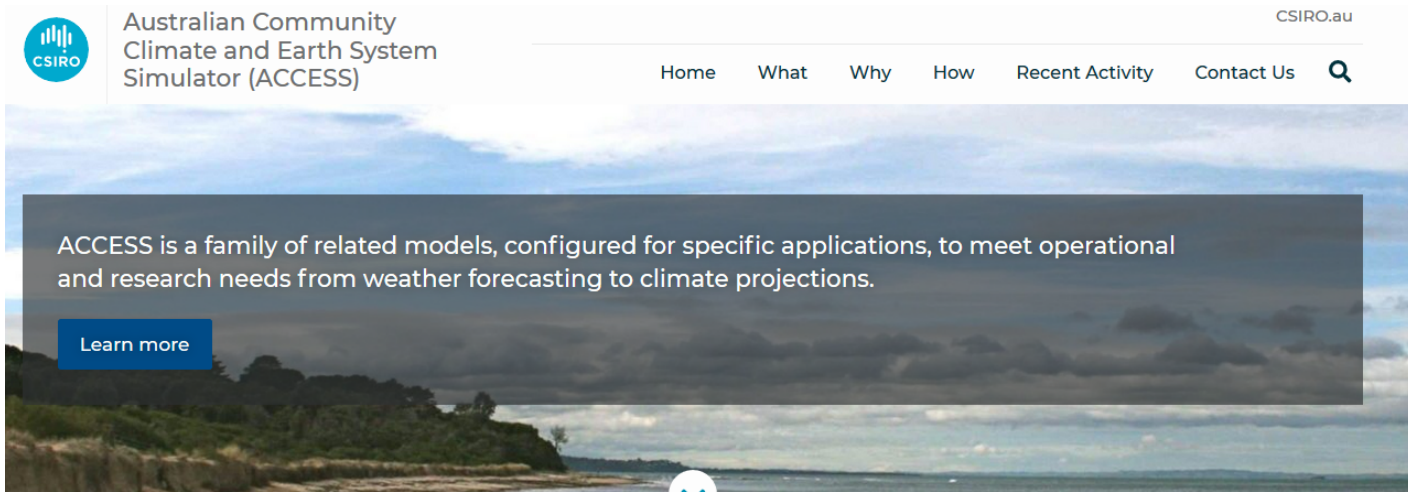 CSIRO
Australian Community
Climate and Earth System
Simulator (ACCESS)
CSIRO.au
Home What Why How Recent Activity Contact Us
ACCESS is a family of related models, configured for specific applications, to meet operational
and research needs from weather forecasting to climate projections.
Learn more